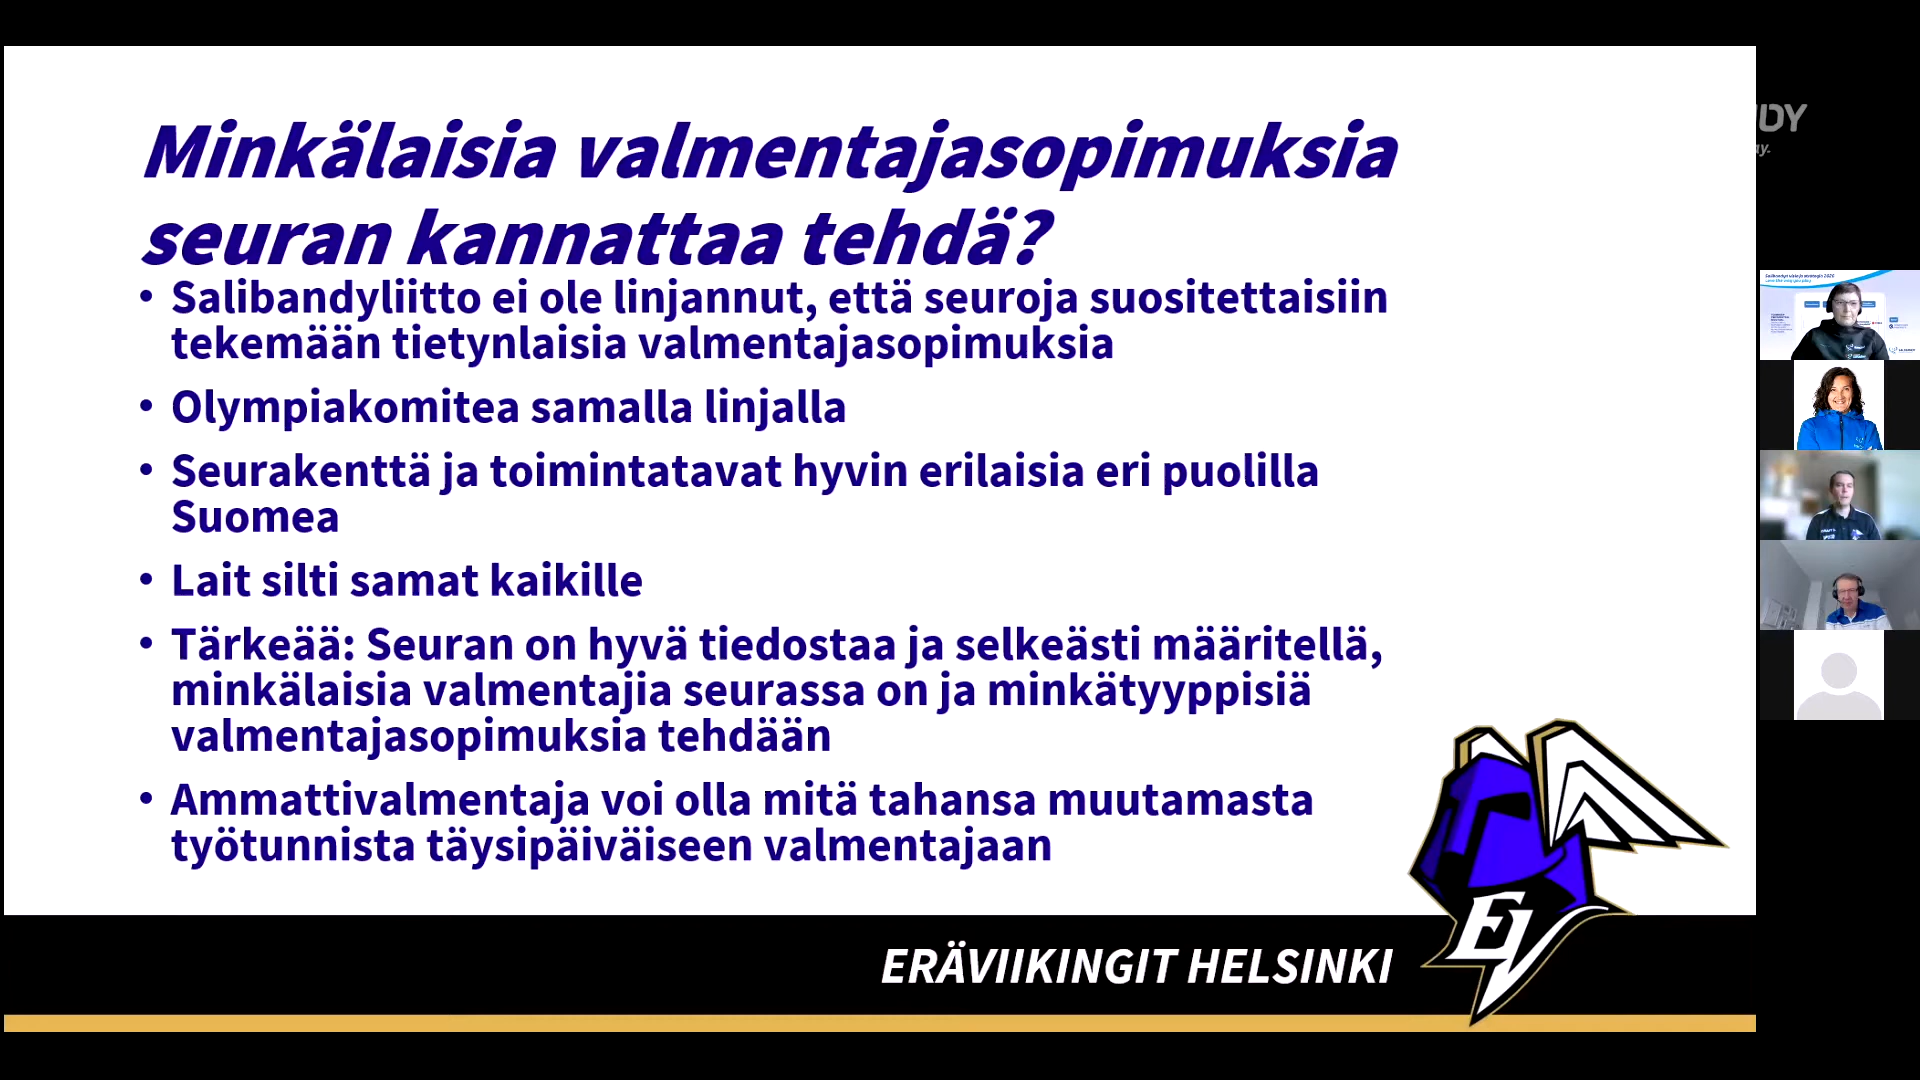 Minkälaisia valmentajasopimuksia
seuran kannattaa tehdä?
• Salibandyliitto ei ole linjannut, että seuroja suositettaisiin
tekemään tietynlaisia valmentajasopimuksia
• Olympiakomitea samalla linjalla
• Seurakenttä ja toimintatavat hyvin erilaisia eri puolilla
Suomea
• Lait silti samat kaikille
• Tärkeää: Seuran on hyvä tiedostaa ja selkeästi määritellä,
minkälaisia valmentajia seurassa on ja minkätyyppisiä
valmentajasopimuksia tehdään
• Ammattivalmentaja voi olla mitä tahansa muutamasta
työtunnista täysipäiväiseen valmentajaan
ERÄVIIKINGIT HELSINKI
EV